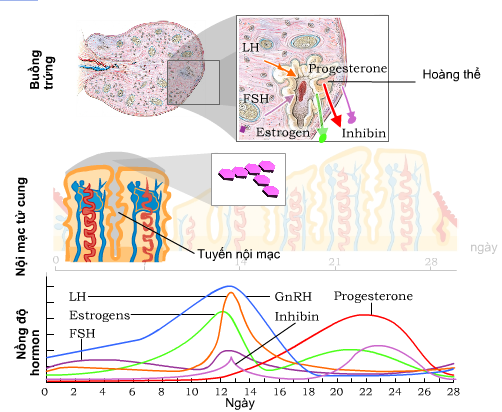 Buồng
trứng
LH
Progesterone
Hoàng thể
FSH
Estrogen
Inhibin
Nội mạc tử cung
Tuyến nội mạc
ngày
0
14
21
28
Nồng độ
hormon
LH
GnRH
Progesterone
Estrogens
Inhibin
FSH
0 2 4 6 8 10 12 14 16 18 20 22 24 26 28
Ngày